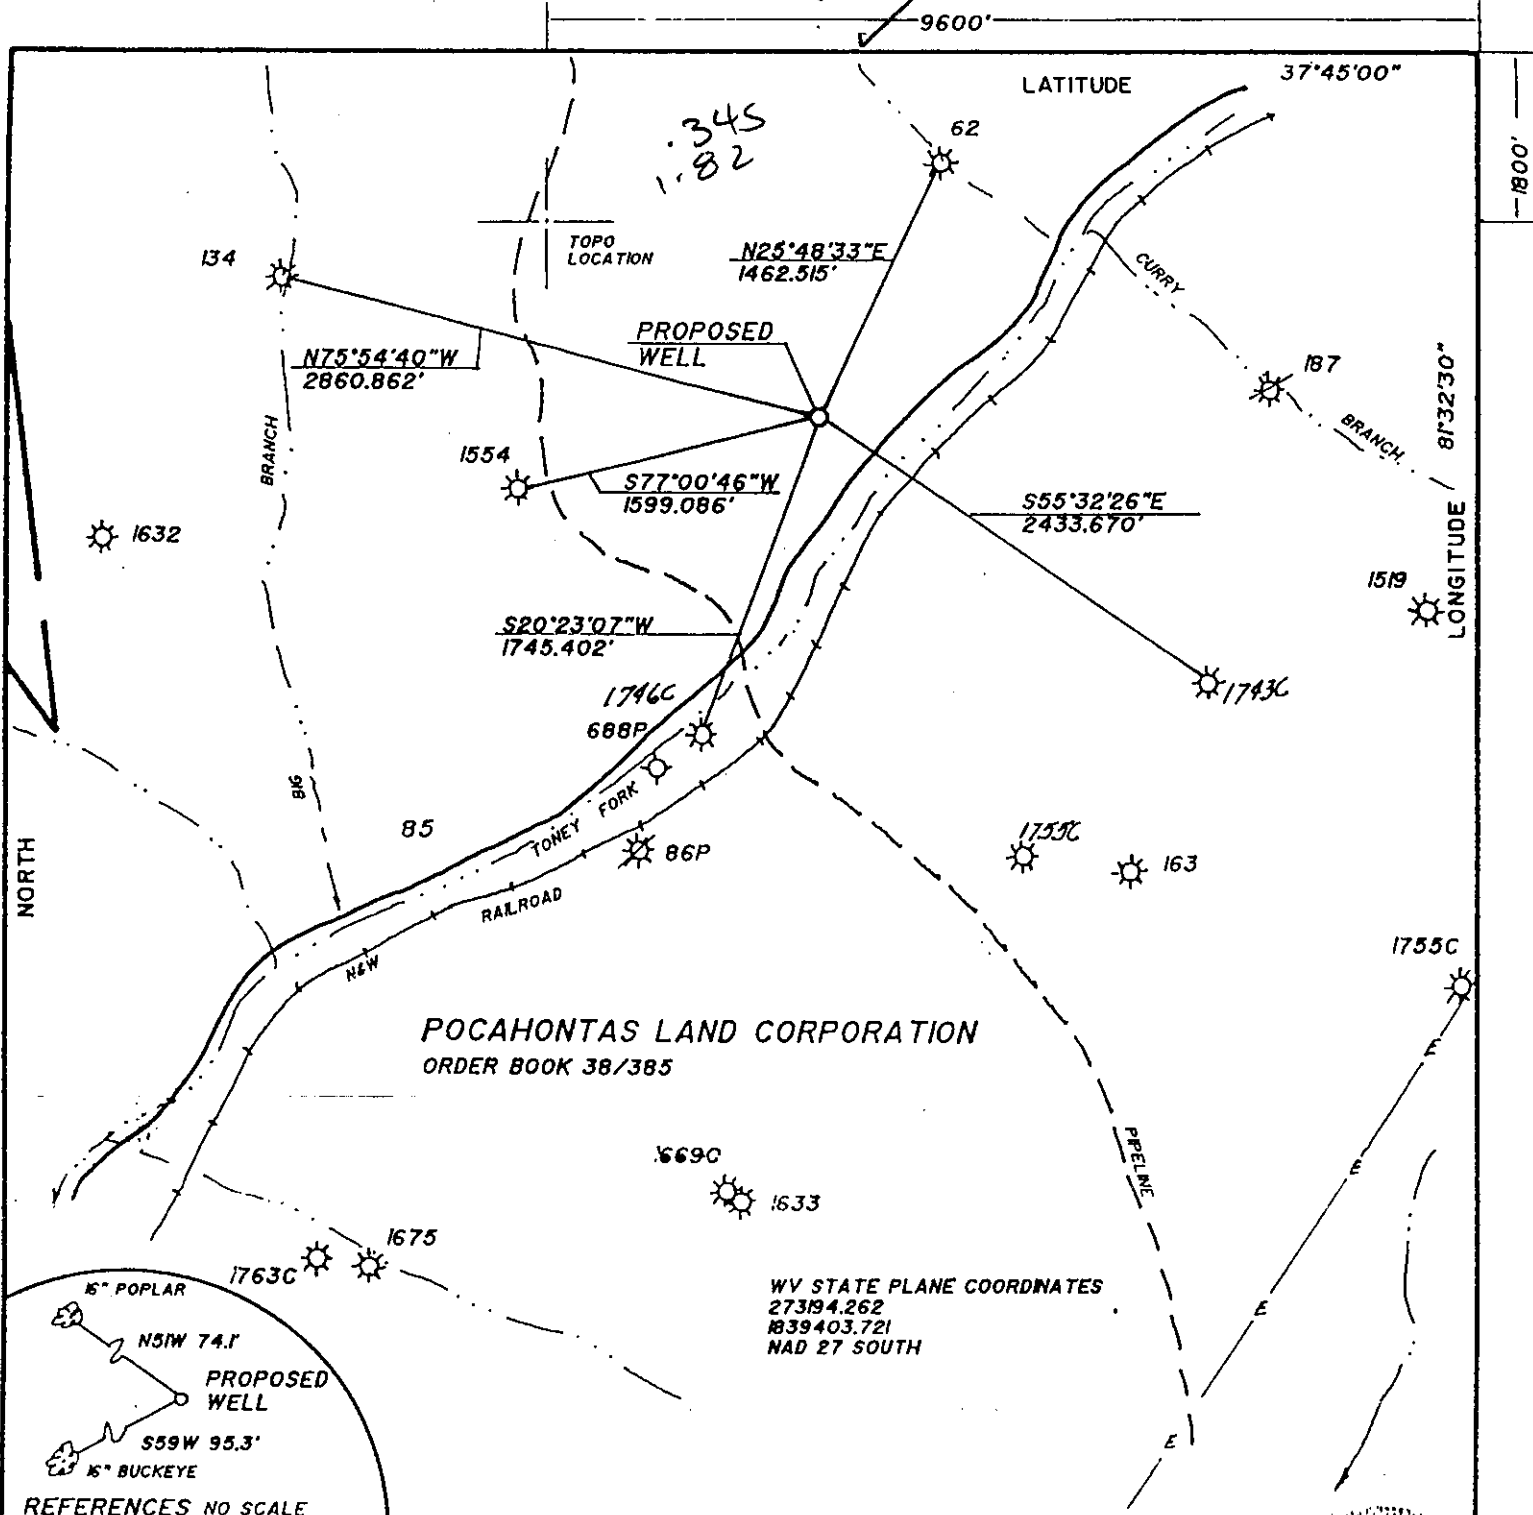 9600'
LATITUDE
37°45'00"
1800'
.345
1.82
62
TOPO
LOCATION
134
N25°48'33"E
1462.515'
CURRY
PROPOSED
WELL
N75°54'40"W
2860.862'
187
81°32'30"
LONGITUDE
BRANCH
BRANCH
1554
S77°00'46"W
1599.086'
S55°32'26"E
2433.670'
1632
1519
S20°23'07"W
1745.402'
1746C
688P
1743C
BIG
85
TONEY FORK
86P
1755C
163
NORTH
RAILROAD
N&W
1755C
POCAHONTAS LAND CORPORATION
ORDER BOOK 38/385
E
PIPELINE
1669C
1633
E
1675
1763C
WV STATE PLANE COORDINATES
273194.262
1839403.721
NAD 27 SOUTH
E
16" POPLAR
N51W 74.1'
PROPOSED
WELL
S59W 95.3'
16" BUCKEYE
E
REFERENCES NO SCALE